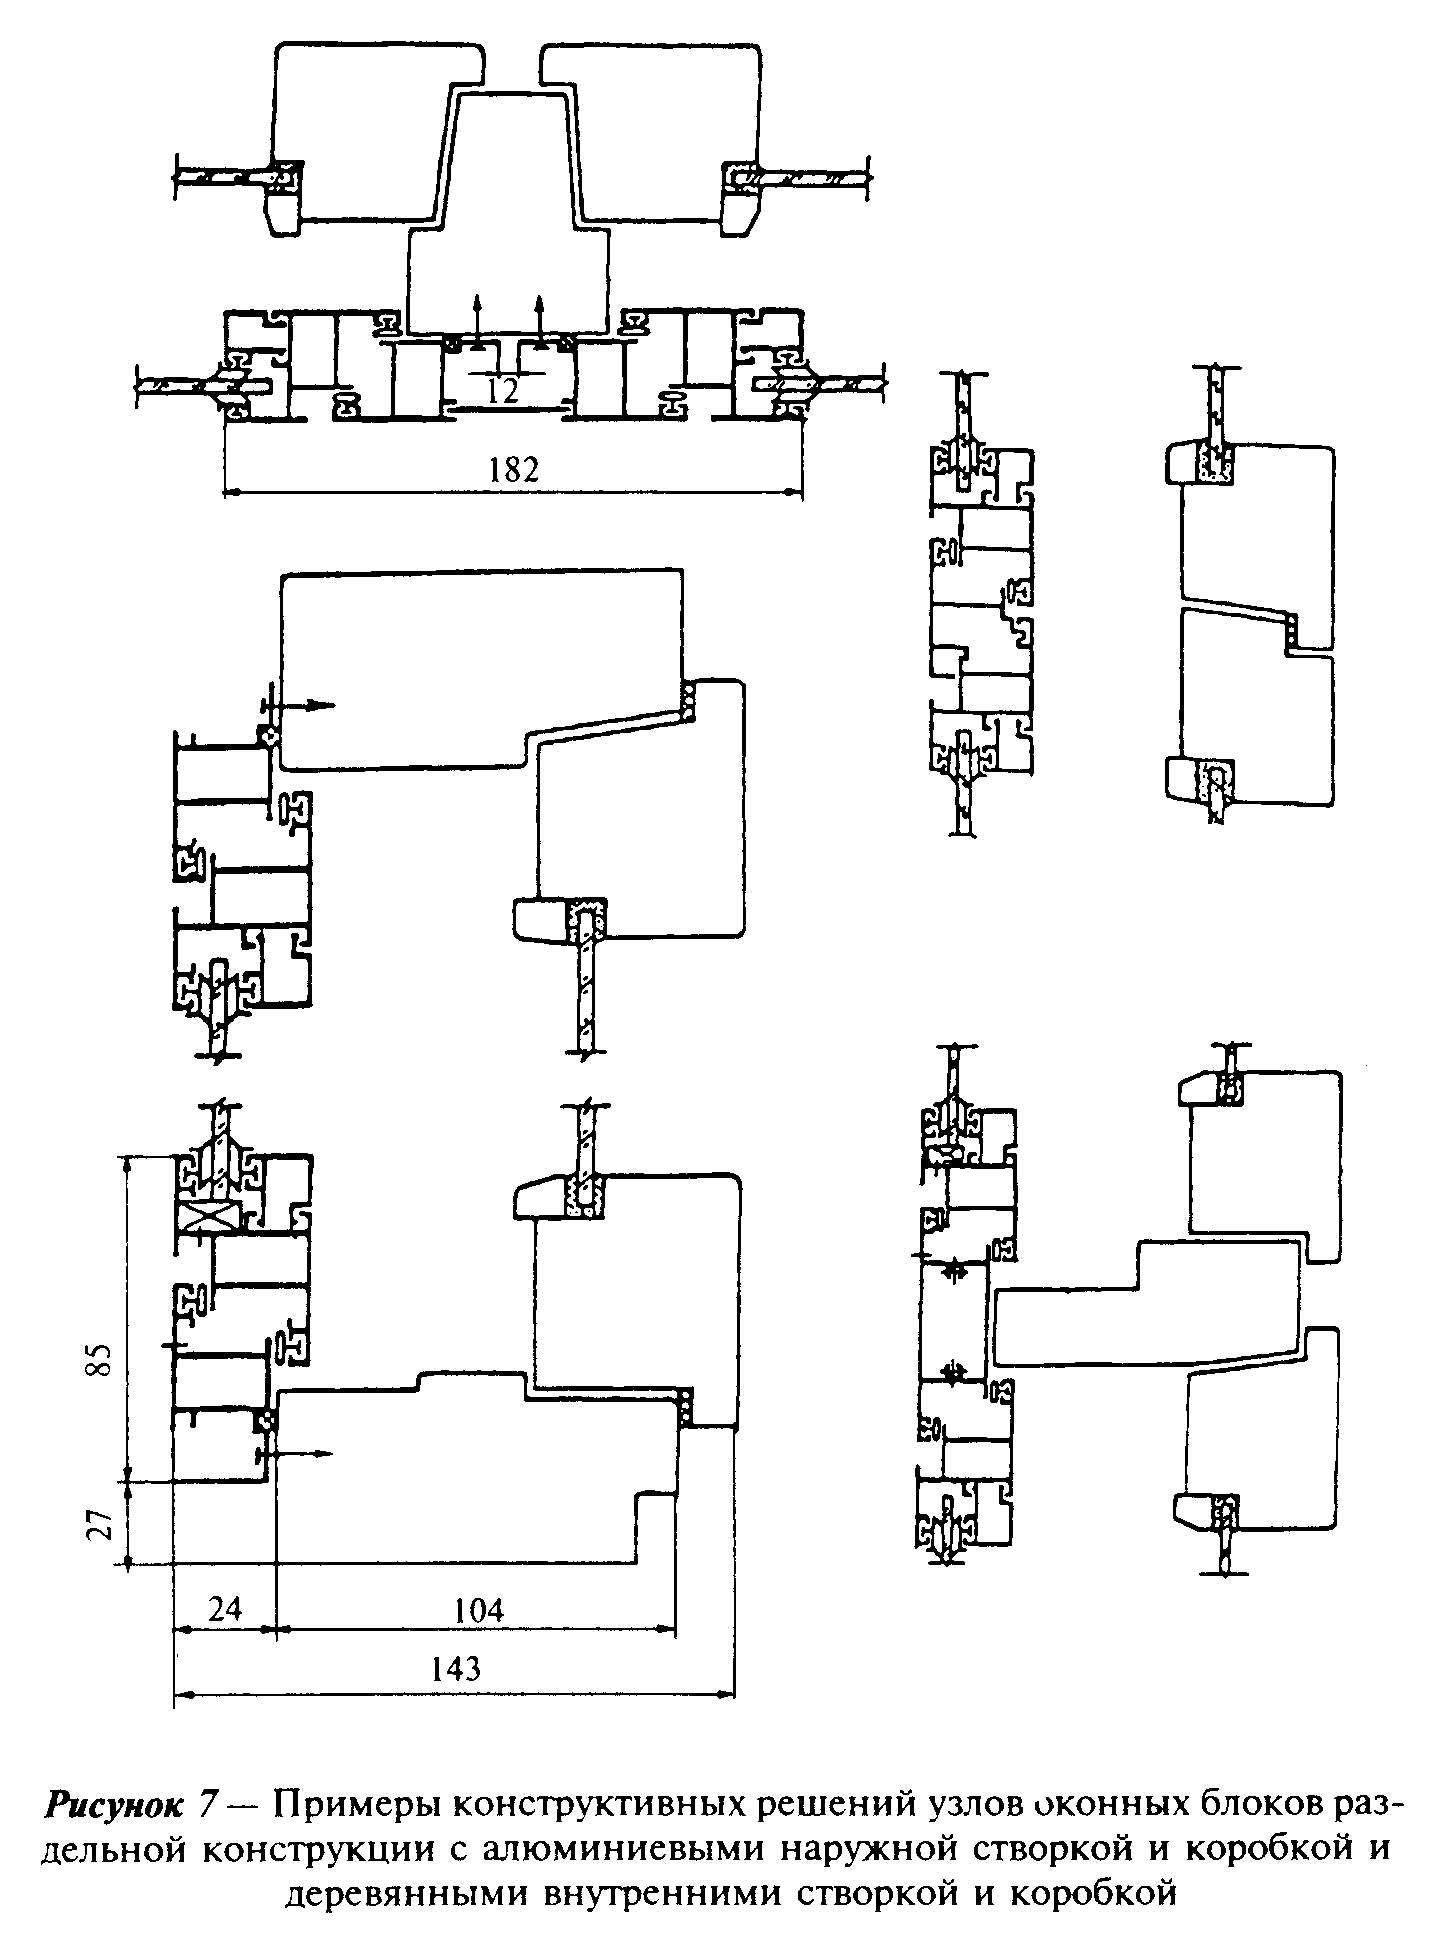 12
182
85
27
24
104
143
Рисунок 7 — Примеры конструктивных решений узлов оконных блоков раз-
дельной конструкции с алюминиевыми наружной створкой и коробкой и
деревянными внутренними створкой и коробкой